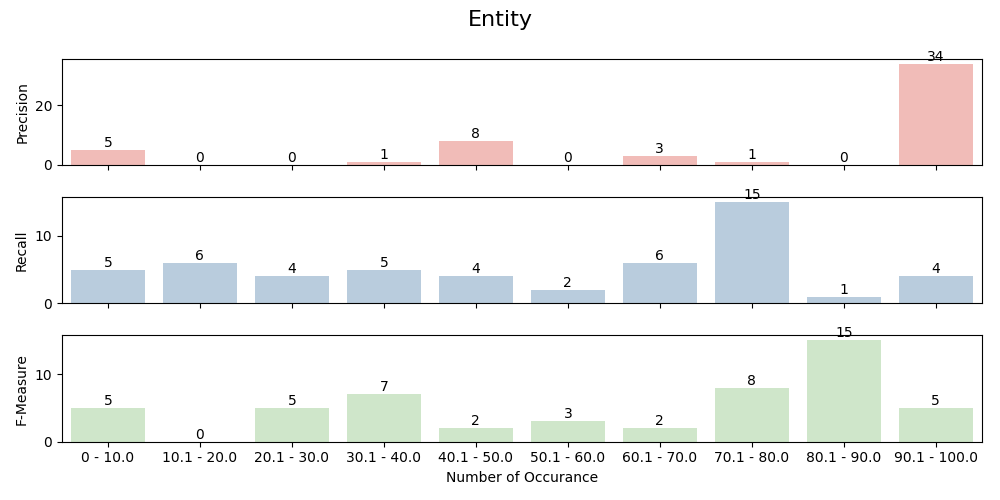 Entity
Precision
20
0
5 0 0 1 8 0 3 1 0 34
Recall
10
0
5 6 4 5 4 2 6 15 1 4
F-Measure
10
0
5 0 5 7 2 3 2 8 15 5
0 - 10.0 10.1 - 20.0 20.1 - 30.0 30.1 - 40.0 40.1 - 50.0 50.1 - 60.0 60.1 - 70.0 70.1 - 80.0 80.1 - 90.0 90.1 - 100.0
Number of Occurance